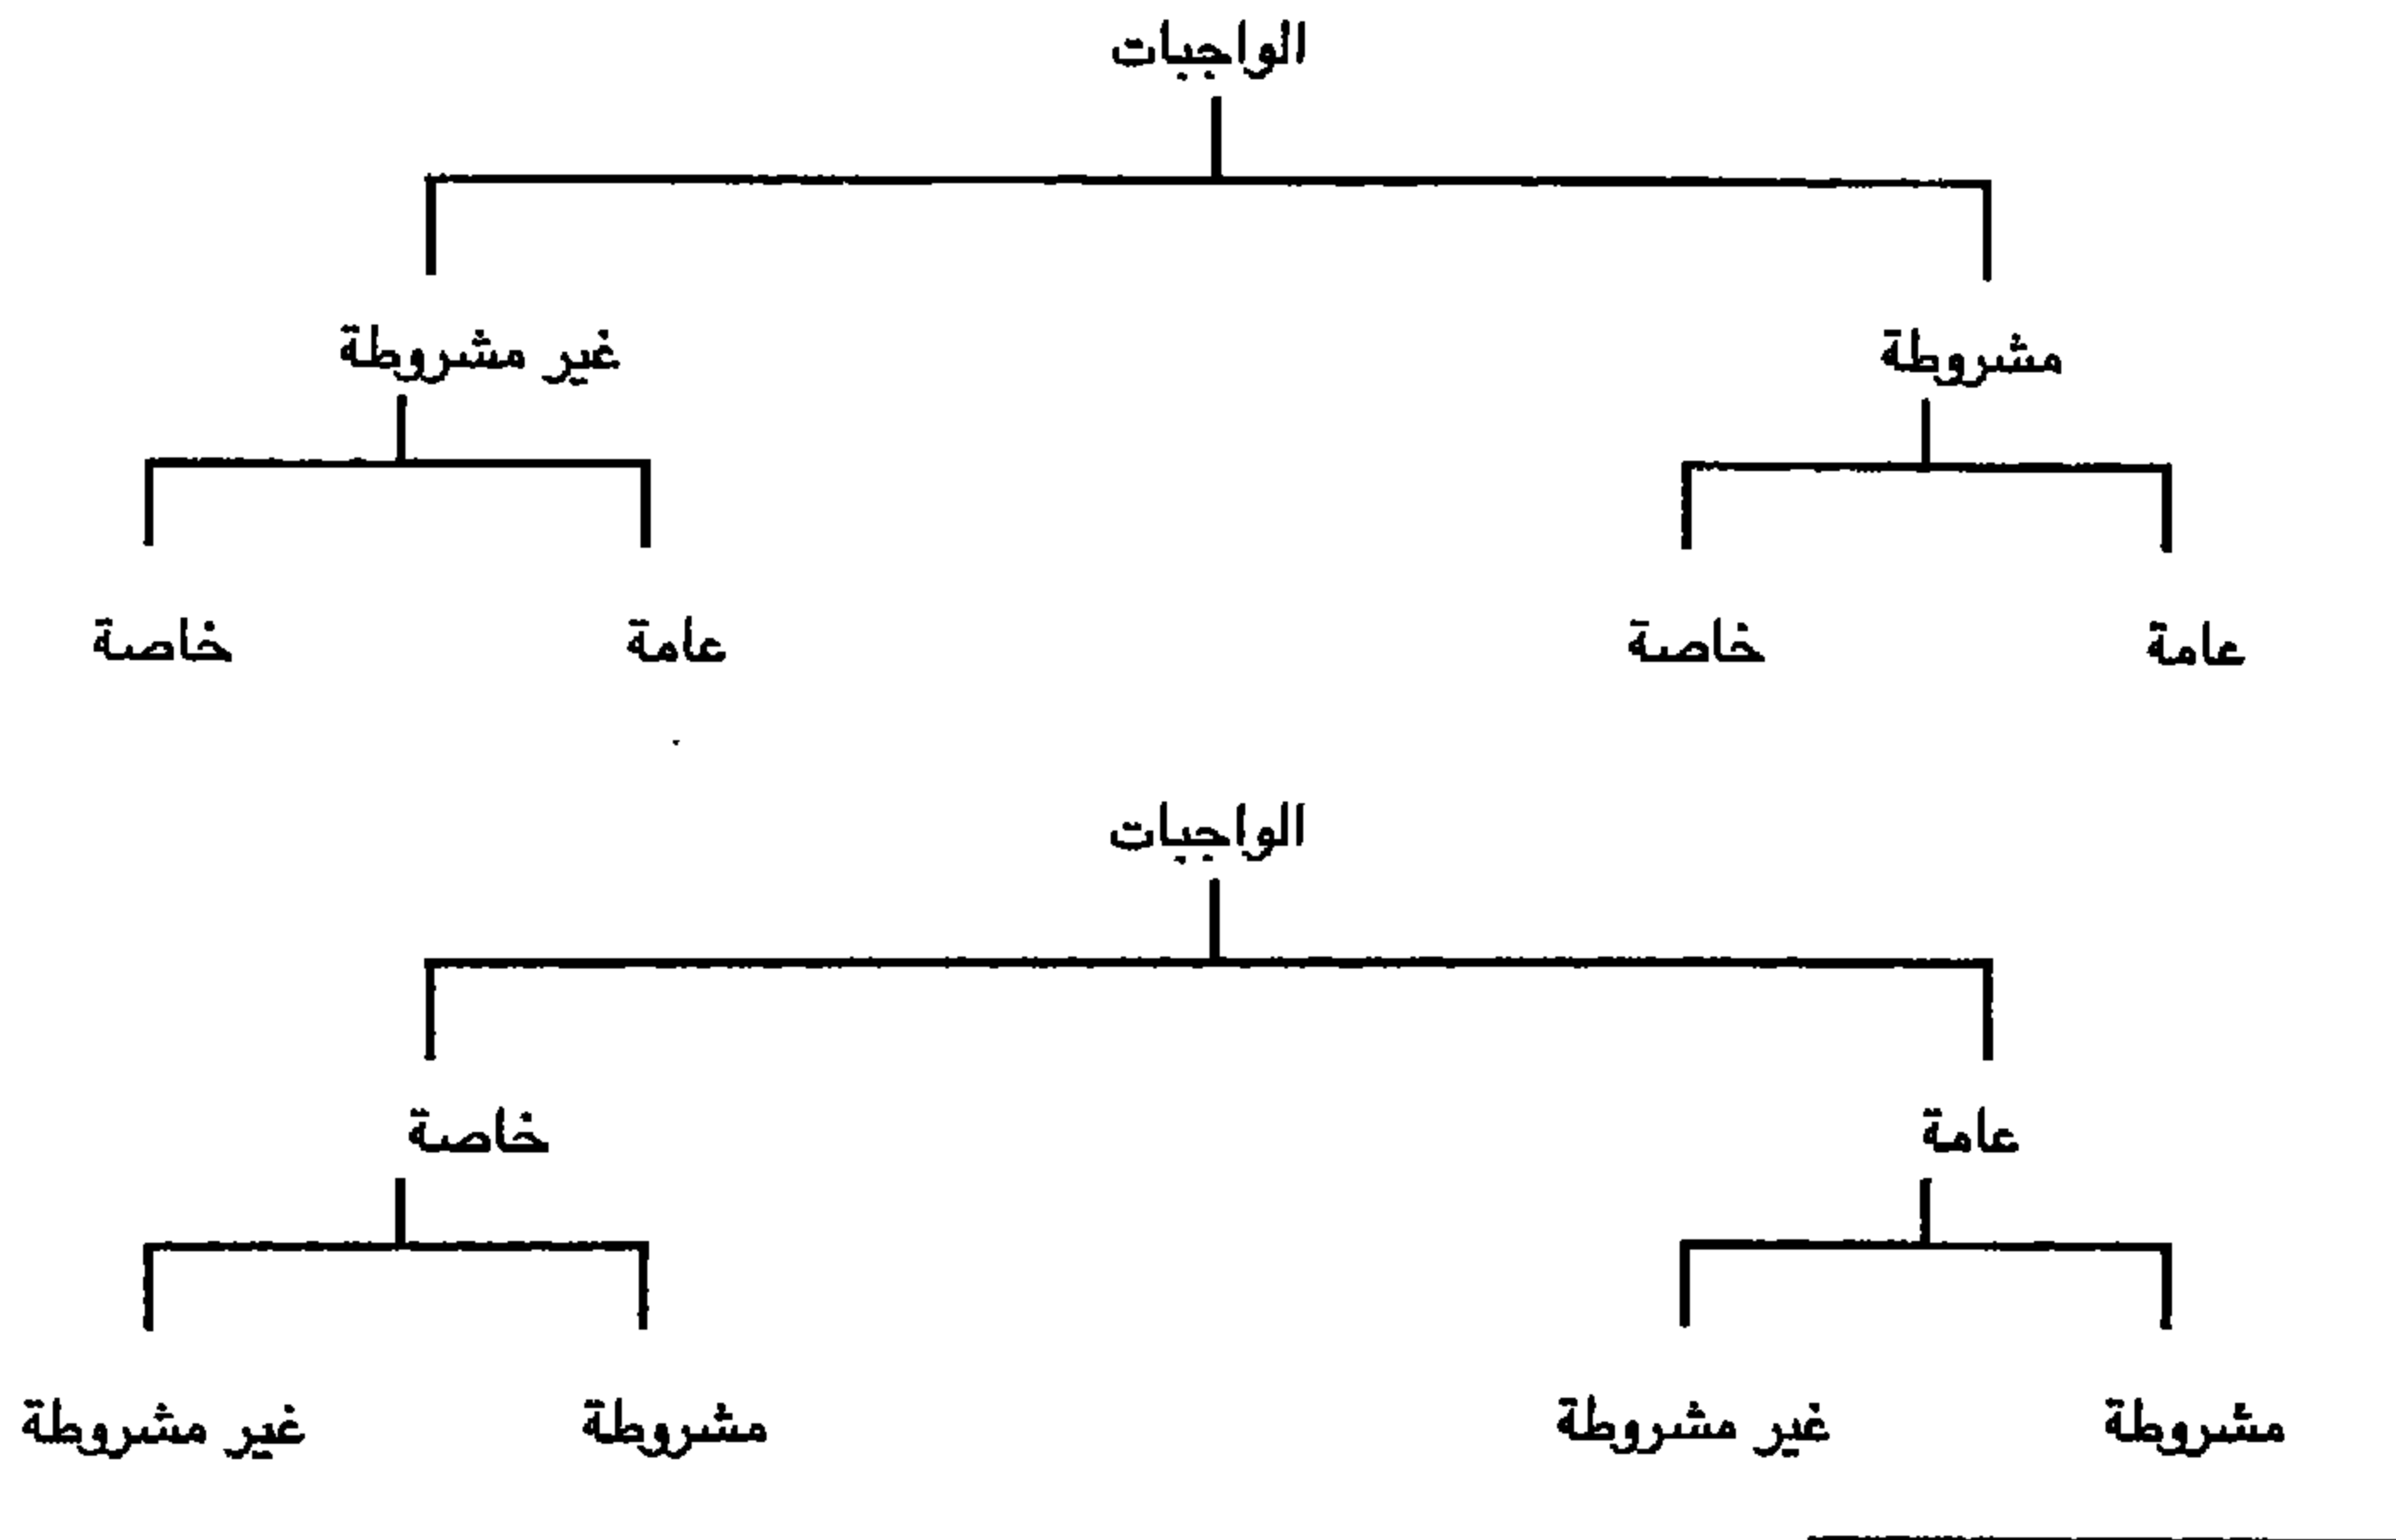 الواجبات
مشروطة غير مشروطة
عامة خاصة عامة خاصة
الواجبات
عامة خاصة
مشروطة غير مشروطة مشروطة غير مشروطة